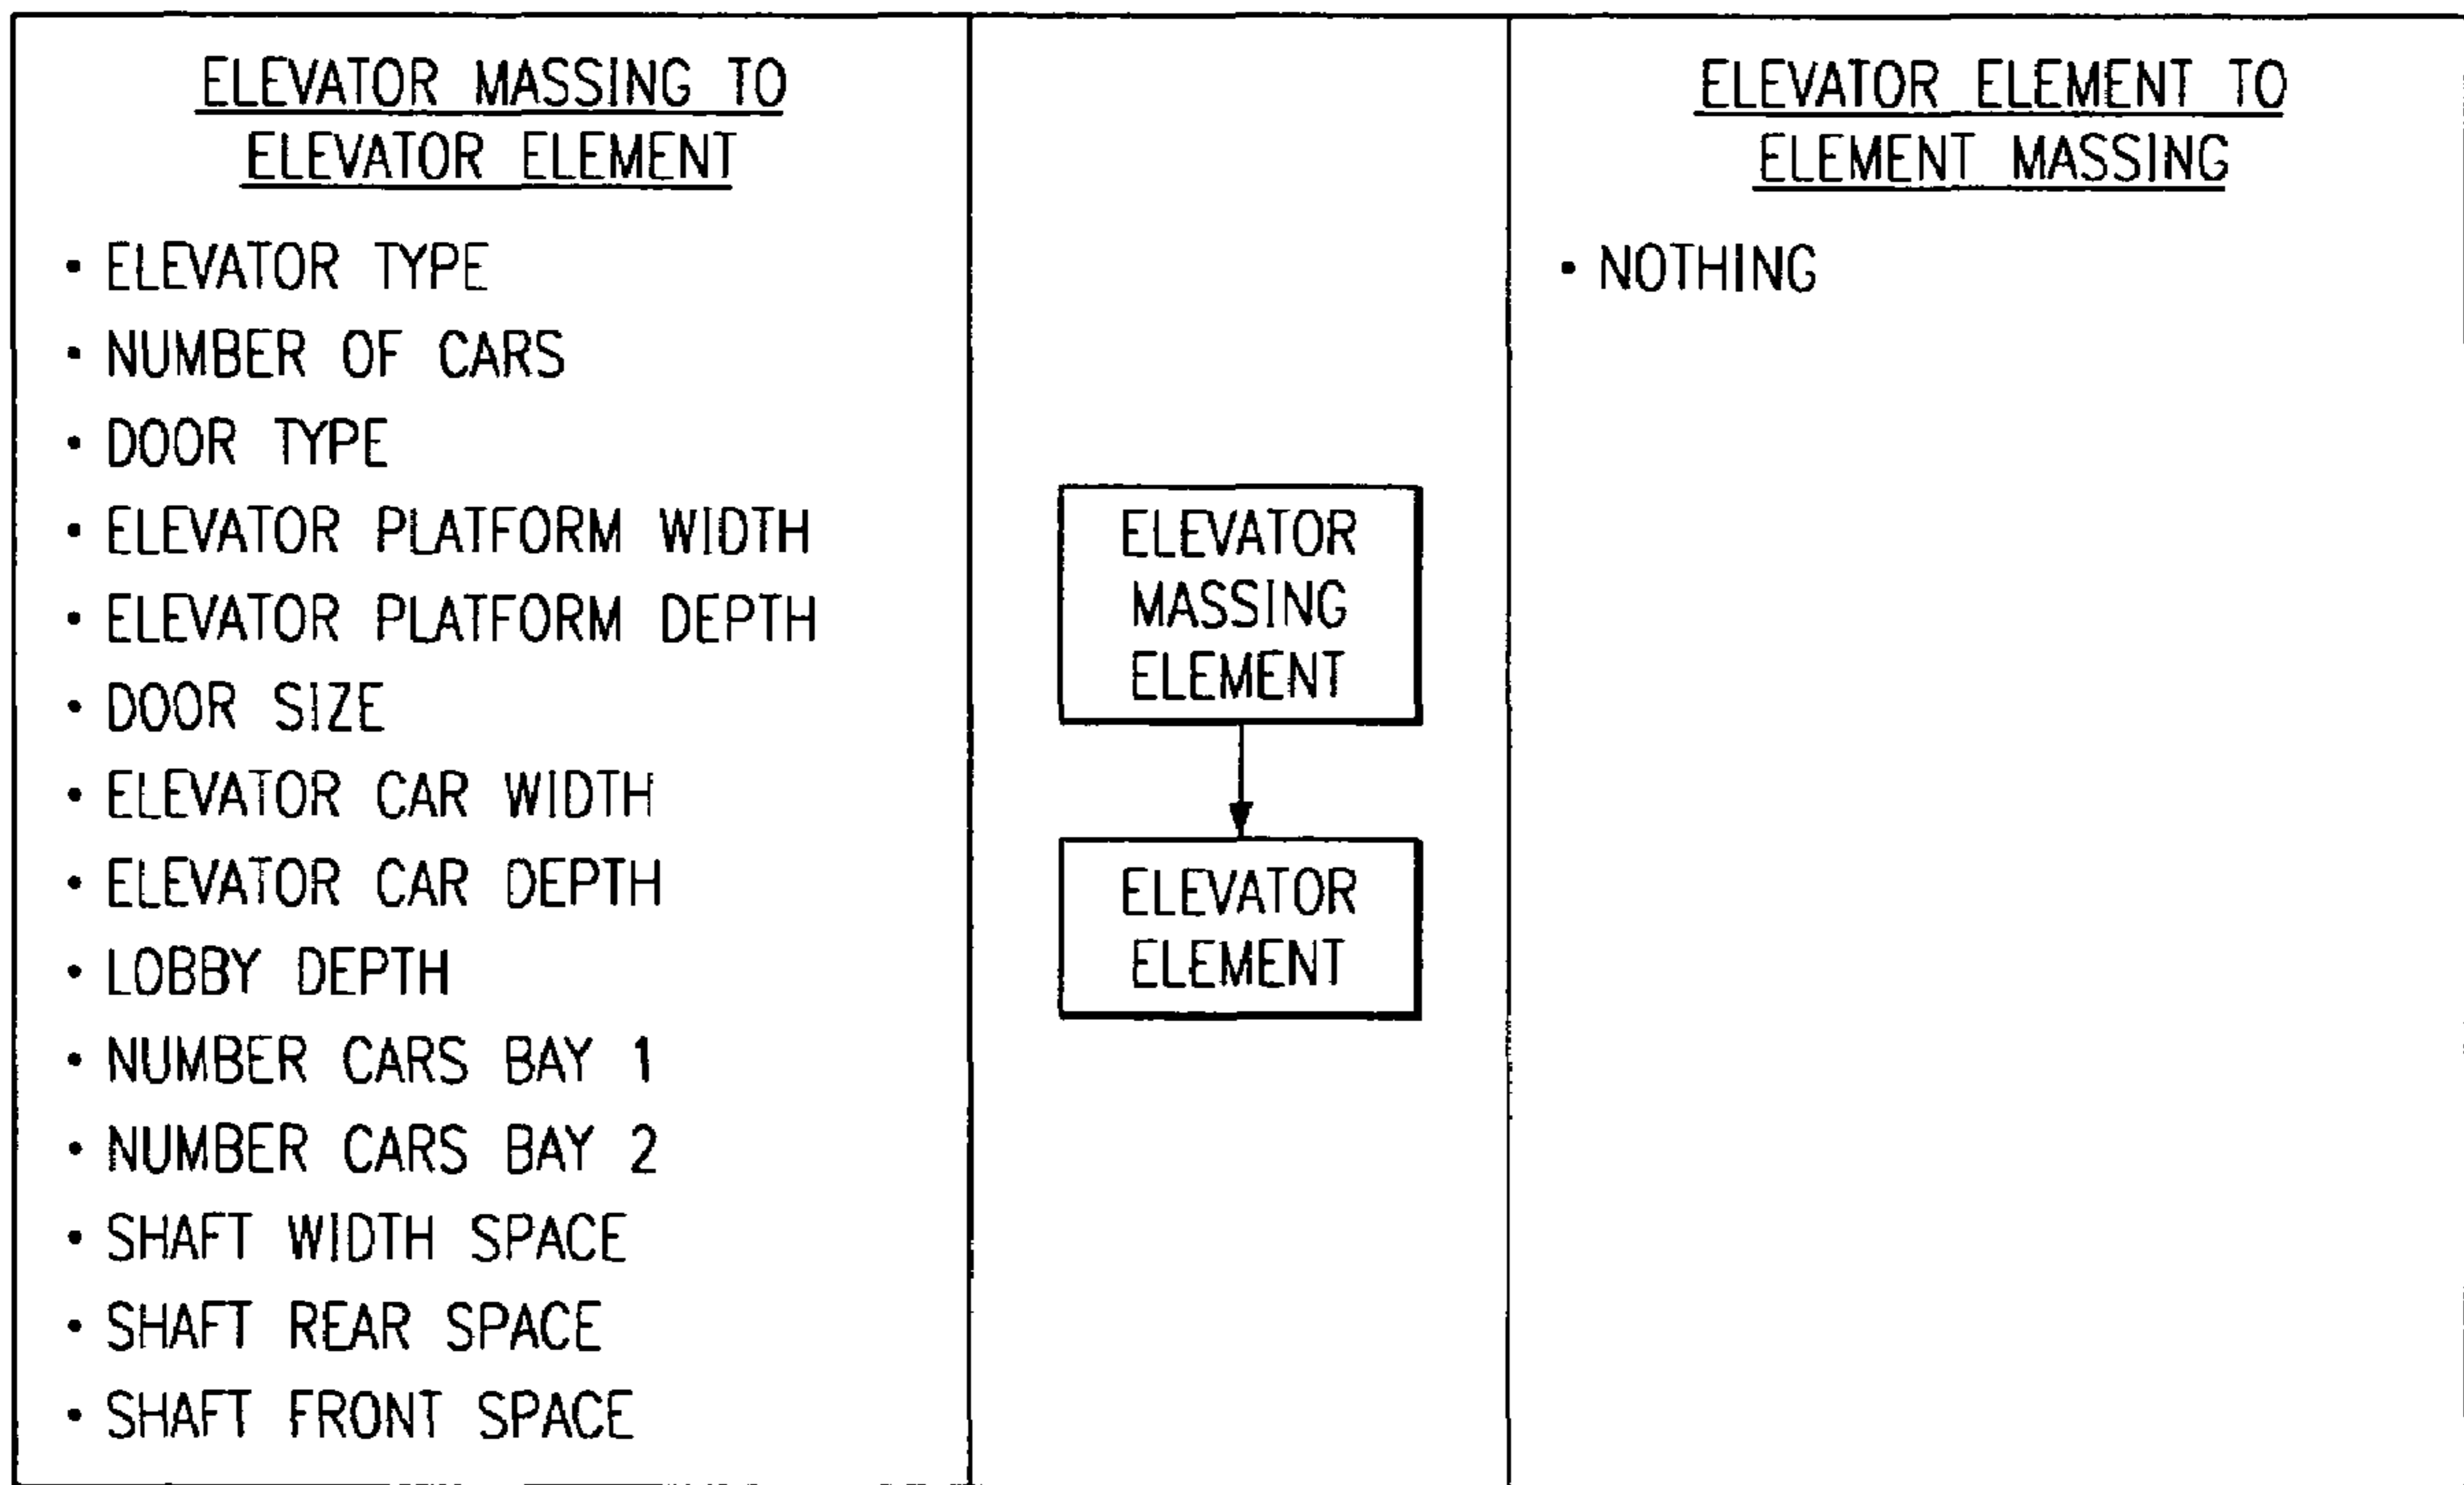 ELEVATOR MASSING TO
ELEVATOR ELEMENT
• ELEVATOR TYPE
• NUMBER OF CARS
• DOOR TYPE
• ELEVATOR PLATFORM WIDTH
• ELEVATOR PLATFORM DEPTH
• DOOR SIZE
• ELEVATOR CAR WIDTH
• ELEVATOR CAR DEPTH
• LOBBY DEPTH
• NUMBER CARS BAY 1
• NUMBER CARS BAY 2
• SHAFT WIDTH SPACE
• SHAFT REAR SPACE
• SHAFT FRONT SPACE
ELEVATOR
MASSING
ELEMENT
ELEVATOR
ELEMENT
ELEVATOR ELEMENT TO
ELEMENT MASSING
• NOTHING